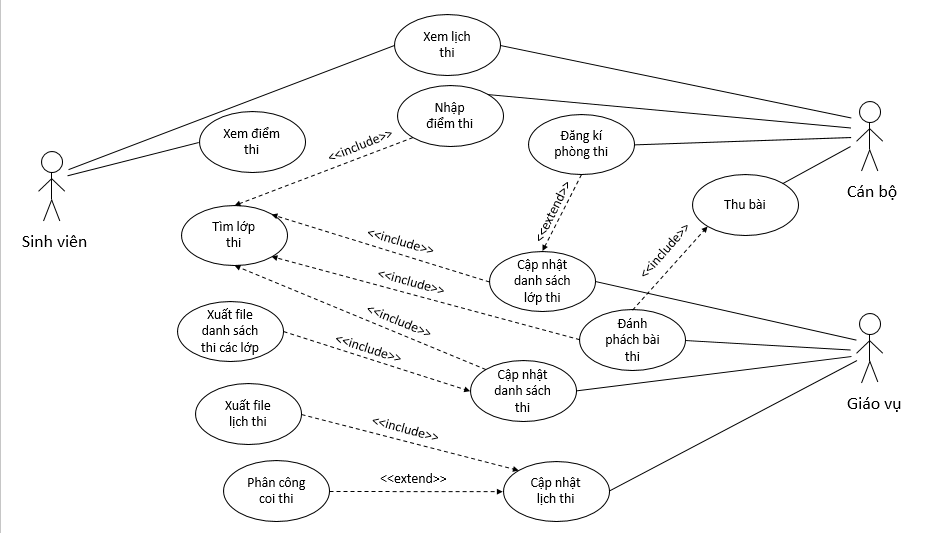 Xem lịch
thi
Nhập
điểm thi
Xem điểm
thi
Đăng kí
phòng thi
<<include>>
Thu bài
Cán bộ
Sinh viên
Tìm lớp
thi
<<extend>>
<<include>>
<<include>>
Cập nhật
danh sách
lớp thi
<<include>>
Xuất file
danh sách
thi các lớp
<<include>>
Đánh
phách bài
thi
<<include>>
Cập nhật
danh sách
thi
Giáo vụ
Xuất file
lịch thi
<<include>>
Phân công
coi thi
<<extend>>
Cập nhật
lịch thi